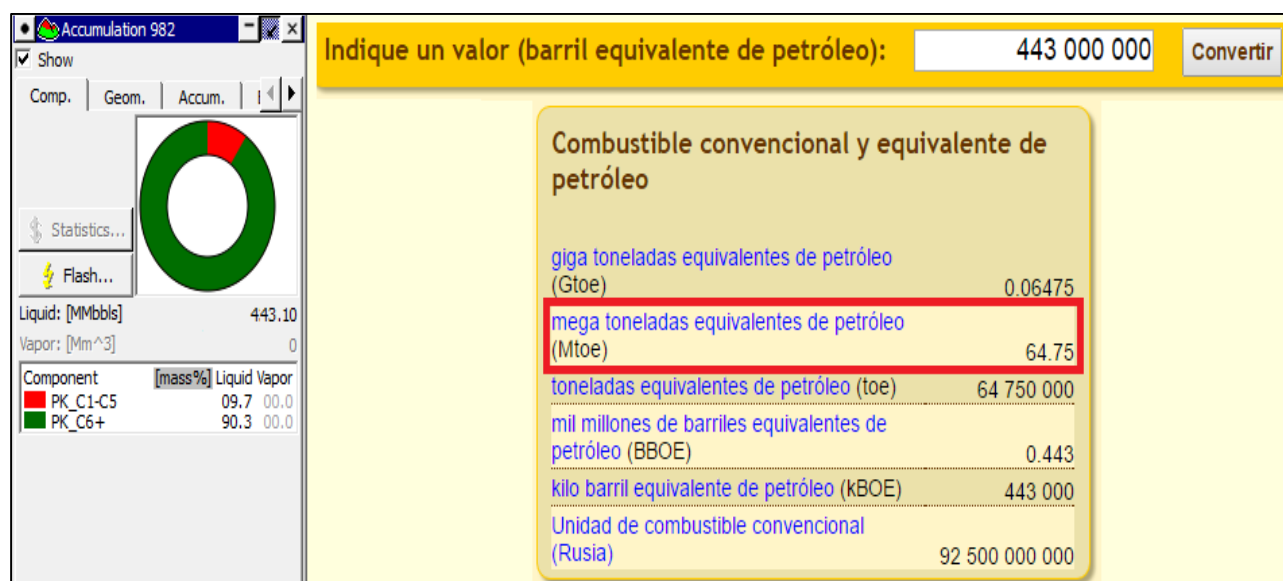 Accumulation 982
Show
Comp. Geom. Accum.
Statistics...
Flash...
Liquid: [MMbbls] 443.10
Vapor: [Mm^3] 0
Component [mass%] Liquid Vapor
PK_C1-C5 09.7 00.0
PK_C6+ 90.3 00.0
Indique un valor (barril equivalente de petróleo): 443 000 000 Convertir
Combustible convencional y equivalente de
petróleo
giga toneladas equivalentes de petróleo
(Gtoe) 0.06475
mega toneladas equivalentes de petróleo
(Mtoe) 64.75
toneladas equivalentes de petróleo (toe) 64 750 000
mil millones de barriles equivalentes de
petróleo (BBOE) 0.443
kilo barril equivalente de petróleo (kBOE) 443 000
Unidad de combustible convencional
(Rusia) 92 500 000 000